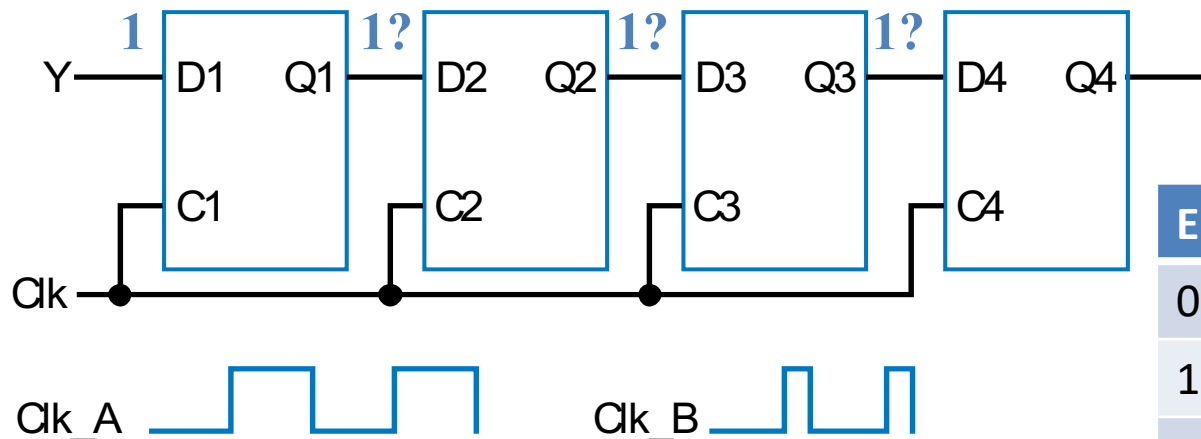 1 1? 1? 1?
Y D1 Q1 D2 Q2 D3 Q3 D4 Q4
C1 C2 C3 C4
E
Clk
0
1
Clk_A Clk_B